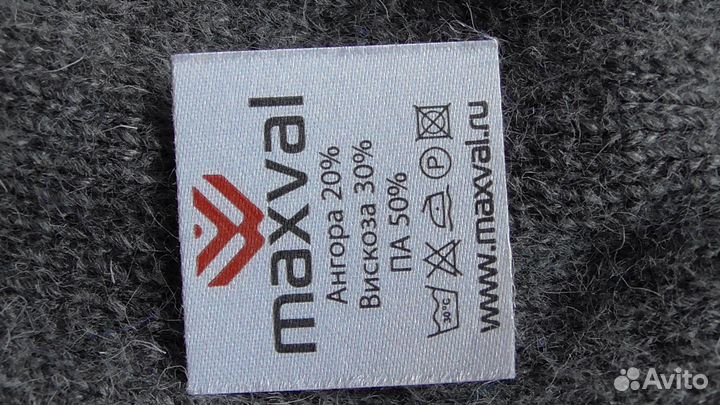 maxval
Ангора 20%
Вискоза 30%
ПА 50%
30°C P
www.maxval.ru
Avito